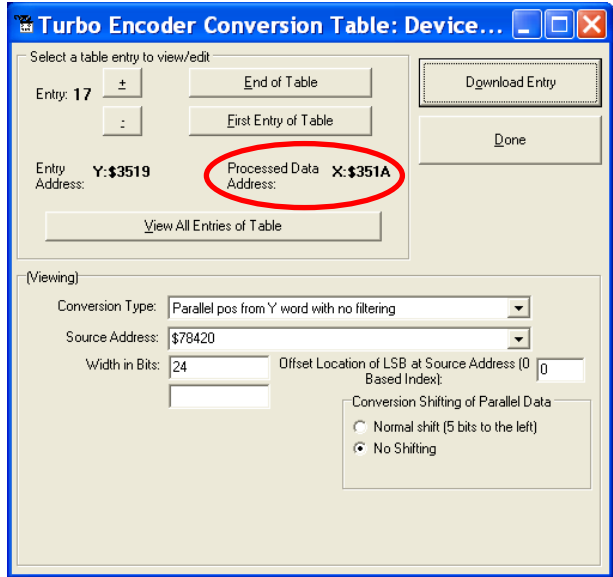 Turbo Encoder Conversion Table: Device...
Select a table entry to view/edit
Entry: 17
+
End of Table
Download Entry
-
First Entry of Table
Done
Entry Address: Y:$3519
Processed Data Address: X:$351A
View All Entries of Table
(Viewing)
Conversion Type: Parallel pos from Y word with no filtering
Source Address: $78420
Width in Bits: 24
Offset Location of LSB at Source Address (0
Based Index): 0
Conversion Shifting of Parallel Data
Normal shift (5 bits to the left)
No Shifting